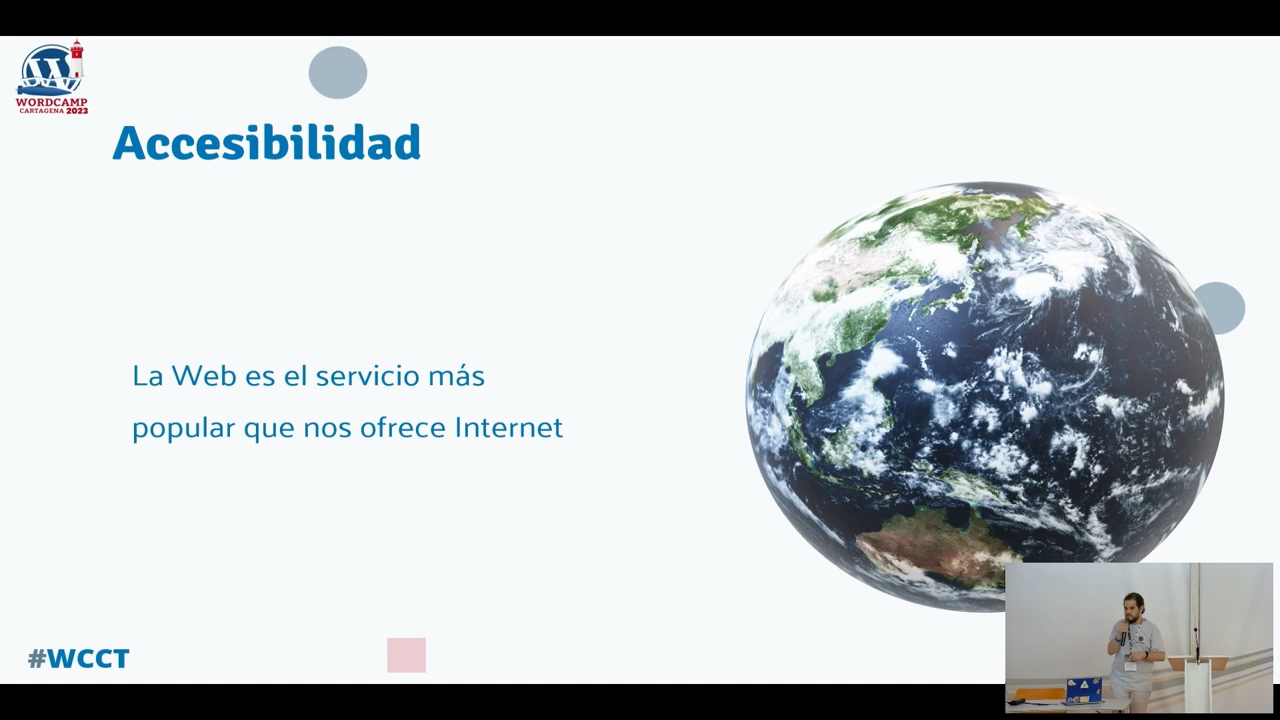 WORDCAMP
CARTAGENA 2023
Accesibilidad
La Web es el servicio más
popular que nos ofrece Internet
#WCCT